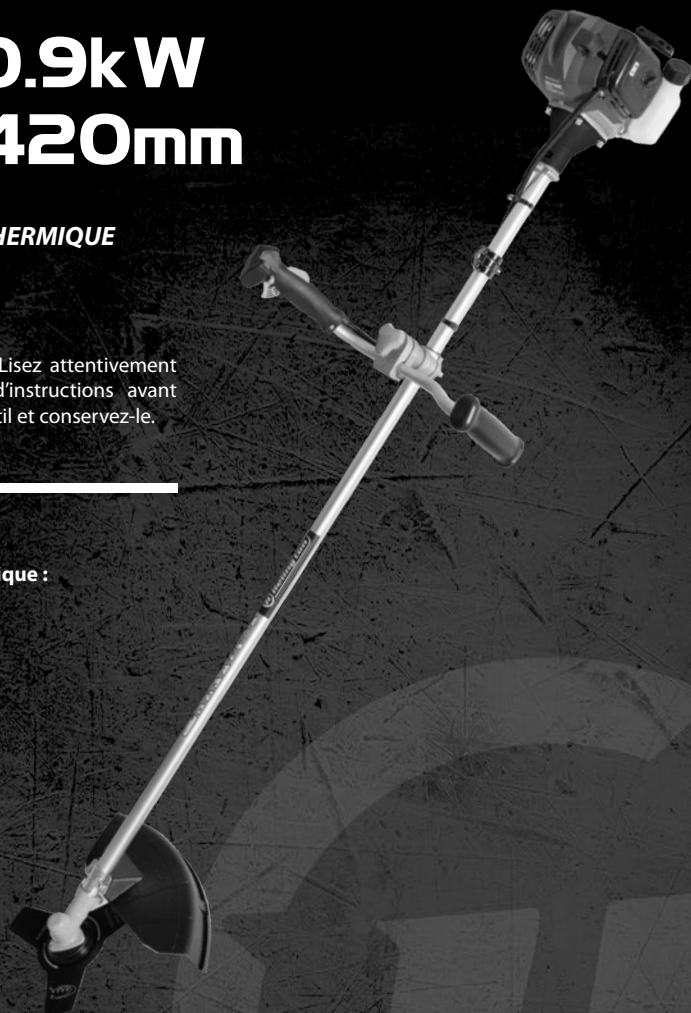 0.9kW
420mm
HERMIQUE
Lisez attentivement
d’instructions avant
til et conservez-le.
ique :